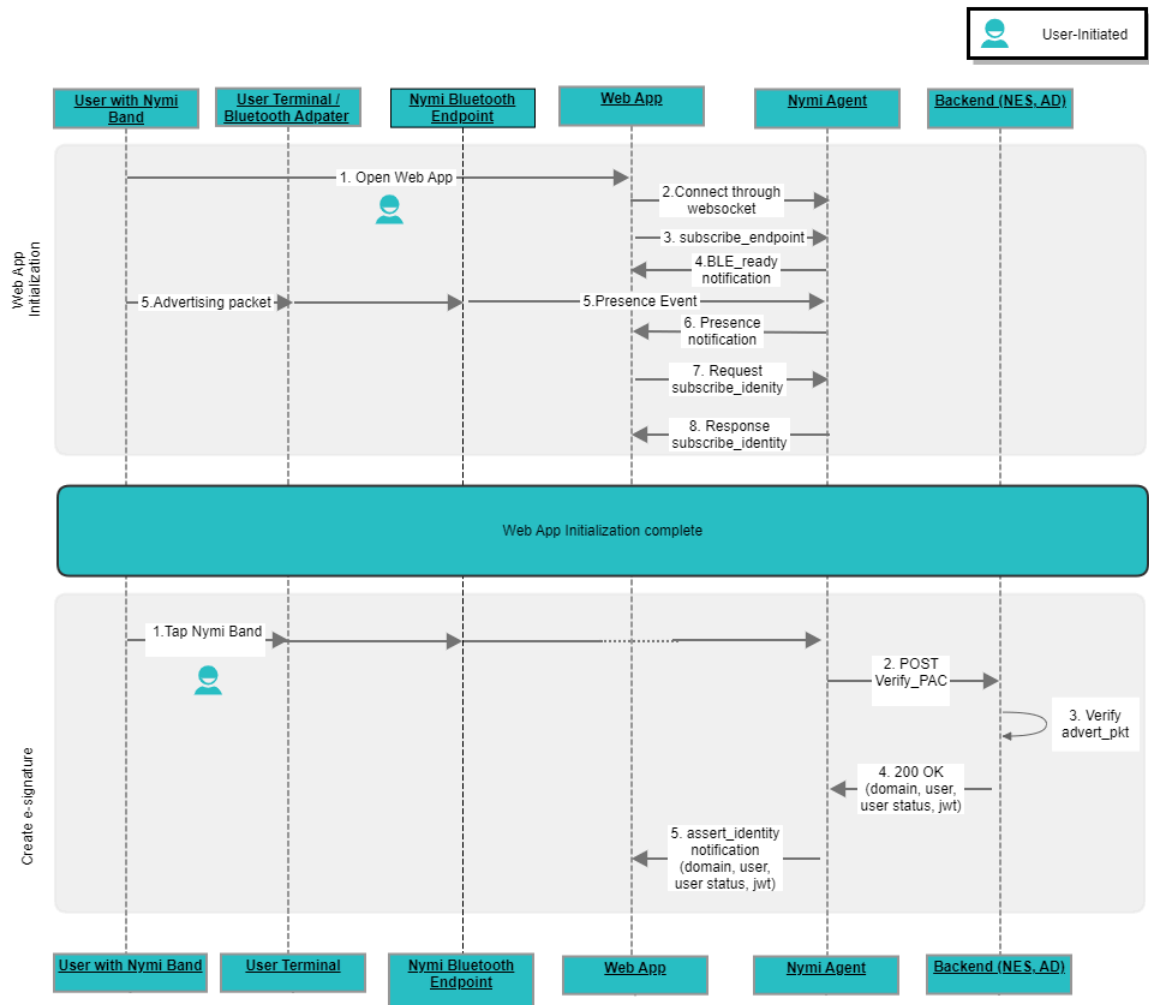 User-Initiated
User with Nymi
Band
User Terminal /
Bluetooth Adpater
Nymi Bluetooth
Endpoint
Web App
Nymi Agent
Backend (NES, AD)
Web App
Initialization
1. Open Web App
2.Connect through
websocket
3. subscribe_endpoint
4.BLE_ready
notification
5.Advertising packet
5.Presence Event
6. Presence
notification
7. Request
subscribe_idenity
8. Response
subscribe_identity
Web App Initialization complete
Create e-signature
1.Tap Nymi Band
2. POST
Verify_PAC
3. Verify
advert_pkt
4. 200 OK
(domain, user,
user status, jwt)
5. assert_identity
notification
(domain, user,
user status, jwt)
User with Nymi Band
User Terminal
Nymi Bluetooth
Endpoint
Web App
Nymi Agent
Backend (NES, AD)